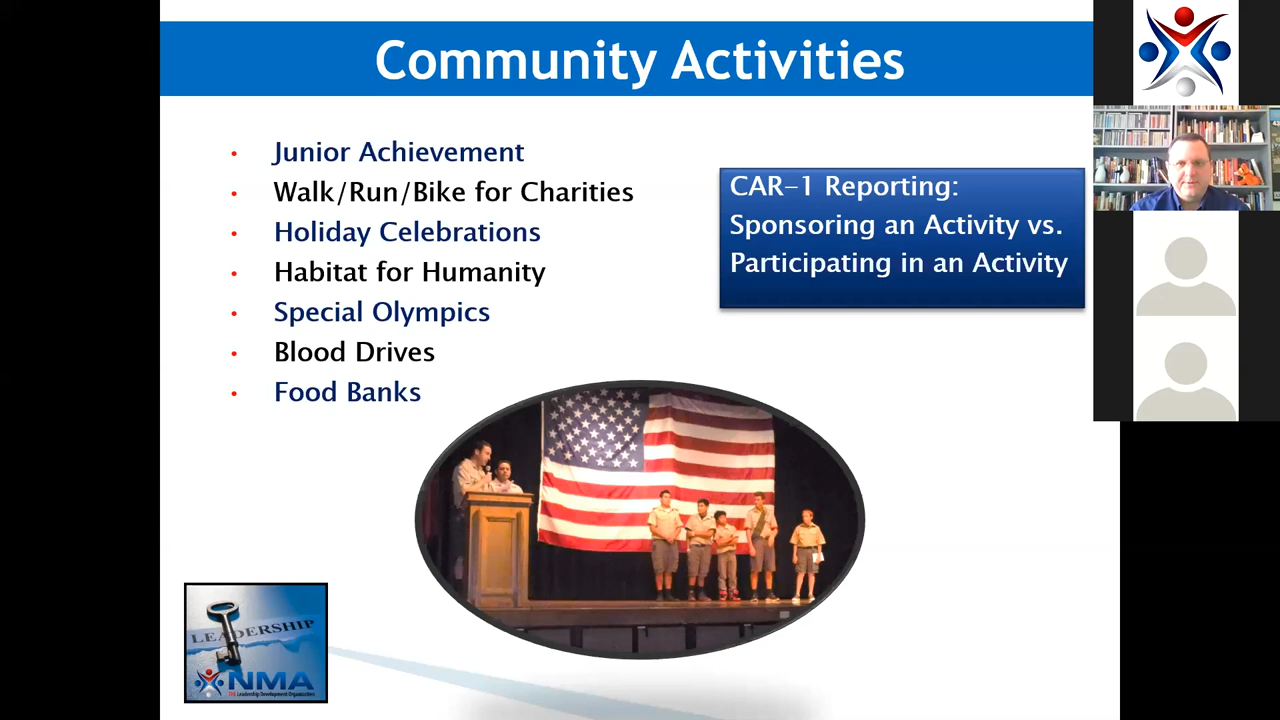 Community Activities
• Junior Achievement
• Walk/Run/Bike for Charities
• Holiday Celebrations
• Habitat for Humanity
• Special Olympics
• Blood Drives
• Food Banks
CAR-1 Reporting:
Sponsoring an Activity vs.
Participating in an Activity
LEADERSHIP
NMA
THE Leadership Development Organization